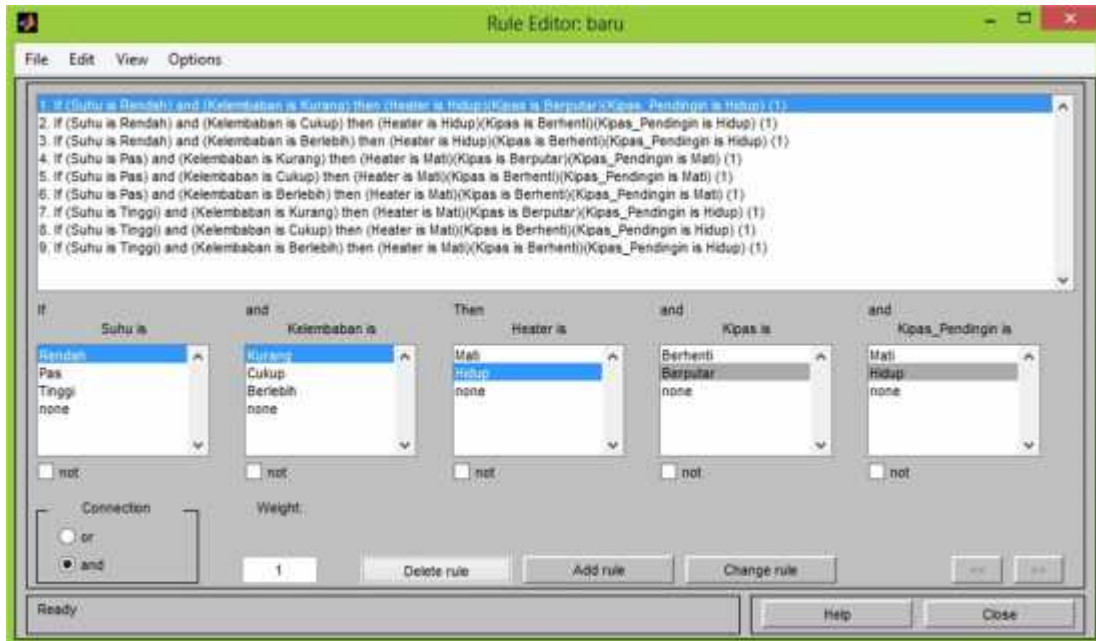 Rule Editor: baru
File Edit View Options
1. If (Suhu is Rendah) and (Kelembaban is Kurang) then (Heater is Hidup)(Kipas is Berputar)(Kipas_Pendingin is Hidup) (1)
2. If (Suhu is Rendah) and (Kelembaban is Cukup) then (Heater is Hidup)(Kipas is Berhenti)(Kipas_Pendingin is Hidup) (1)
3. If (Suhu is Rendah) and (Kelembaban is Berlebih) then (Heater is Hidup)(Kipas is Berhenti)(Kipas_Pendingin is Hidup) (1)
4. If (Suhu is Pas) and (Kelembaban is Kurang) then (Heater is Mati)(Kipas is Berputar)(Kipas_Pendingin is Mati) (1)
5. If (Suhu is Pas) and (Kelembaban is Cukup) then (Heater is Mati)(Kipas is Berhenti)(Kipas_Pendingin is Mati) (1)
6. If (Suhu is Pas) and (Kelembaban is Berlebih) then (Heater is Mati)(Kipas is Berhenti)(Kipas_Pendingin is Mati) (1)
7. If (Suhu is Tinggi) and (Kelembaban is Kurang) then (Heater is Mati)(Kipas is Berputar)(Kipas_Pendingin is Hidup) (1)
8. If (Suhu is Tinggi) and (Kelembaban is Cukup) then (Heater is Mati)(Kipas is Berhenti)(Kipas_Pendingin is Hidup) (1)
9. If (Suhu is Tinggi) and (Kelembaban is Berlebih) then (Heater is Mati)(Kipas is Berhenti)(Kipas_Pendingin is Hidup) (1)
If and Then and and
Suhu is Kelembaban is Heater is Kipas is Kipas_Pendingin is
Rendah Kurang Mati Berhenti Mati
Pas Cukup Hidup Berputar Hidup
Tinggi Berlebih none none none
none none
not not not not not
Connection Weight:
or
and 1 Delete rule Add rule Change rule << >>
Ready Help Close